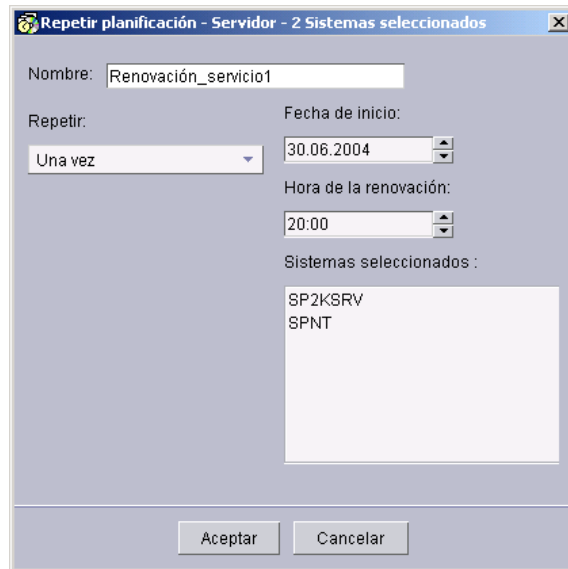 Repetir planificación - Servidor - 2 Sistemas seleccionados
Nombre: Renovación_servicio1
Repetir:
Una vez
Fecha de inicio:
30.06.2004
Hora de la renovación:
20:00
Sistemas seleccionados :
SP2KSRV
SPNT
Aceptar Cancelar